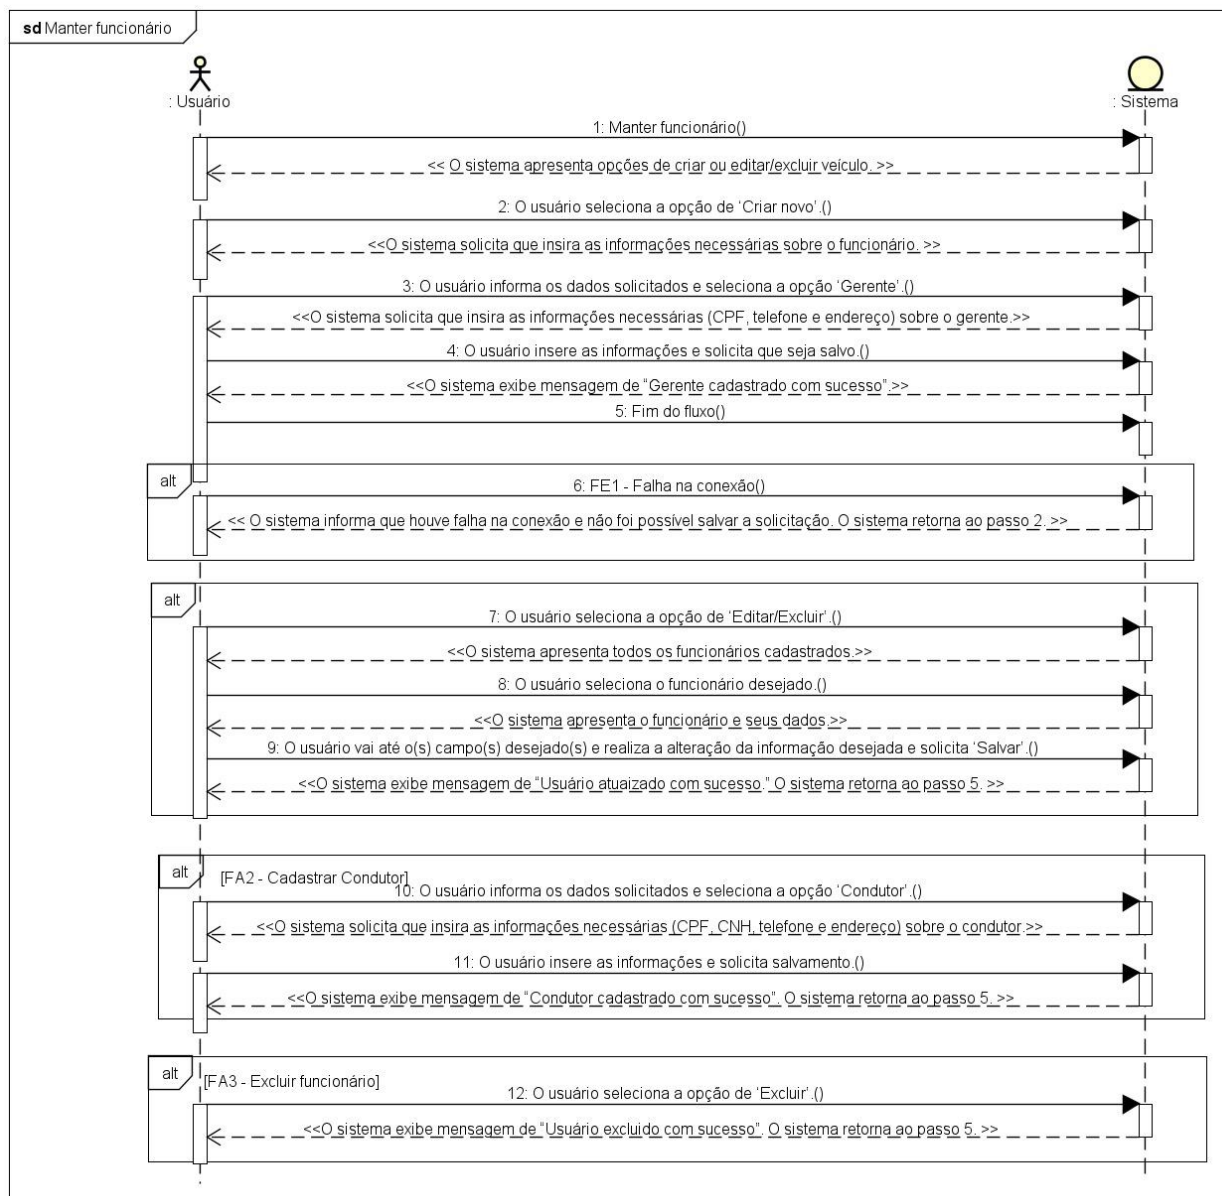 sd Manter funcionário
: Usuário
: Sistema
1: Manter funcionário()
<< O sistema apresenta opções de criar ou editar/excluir veículo. >>
2: O usuário seleciona a opção de ‘Criar novo’.()
<<O sistema solicita que insira as informações necessárias sobre o funcionário. >>
3: O usuário informa os dados solicitados e seleciona a opção ‘Gerente’.()
<<O sistema solicita que insira as informações necessárias (CPF, telefone e endereço) sobre o gerente.>>
4: O usuário insere as informações e solicita que seja salvo.()
<<O sistema exibe mensagem de “Gerente cadastrado com sucesso”.>>
5: Fim do fluxo()
alt
6: FE1 - Falha na conexão()
<< O sistema informa que houve falha na conexão e não foi possível salvar a solicitação. O sistema retorna ao passo 2. >>
alt
7: O usuário seleciona a opção de ‘Editar/Excluir’.()
<<O sistema apresenta todos os funcionários cadastrados.>>
8: O usuário seleciona o funcionário desejado.()
<<O sistema apresenta o funcionário e seus dados.>>
9: O usuário vai até o(s) campo(s) desejado(s) e realiza a alteração da informação desejada e solicita ‘Salvar’.()
<<O sistema exibe mensagem de “Usuário atuaizado com sucesso.” O sistema retorna ao passo 5. >>
alt
[FA2 - Cadastrar Condutor]
10: O usuário informa os dados solicitados e seleciona a opção ‘Condutor’.()
<<O sistema solicita que insira as informações necessárias (CPF, CNH, telefone e endereço) sobre o condutor.>>
11: O usuário insere as informações e solicita salvamento.()
<<O sistema exibe mensagem de “Condutor cadastrado com sucesso”. O sistema retorna ao passo 5. >>
alt
[FA3 - Excluir funcionário]
12: O usuário seleciona a opção de ‘Excluir’.()
<<O sistema exibe mensagem de “Usuário excluido com sucesso”. O sistema retorna ao passo 5. >>